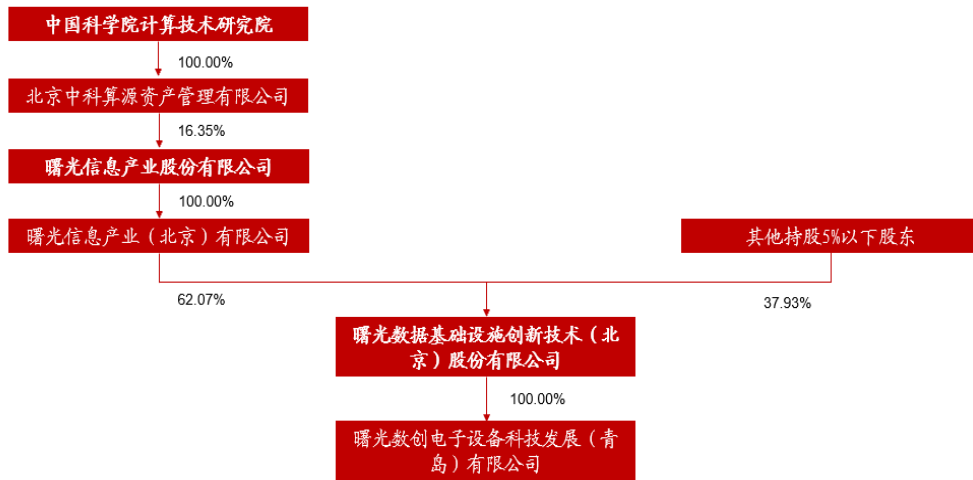 中国科学院计算技术研究院
100.00%
北京中科算源资产管理有限公司
16.35%
曙光信息产业股份有限公司
100.00%
曙光信息产业（北京）有限公司
其他持股5%以下股东
62.07%
37.93%
曙光数据基础设施创新技术（北
京）股份有限公司
100.00%
曙光数创电子设备科技发展（青
岛）有限公司